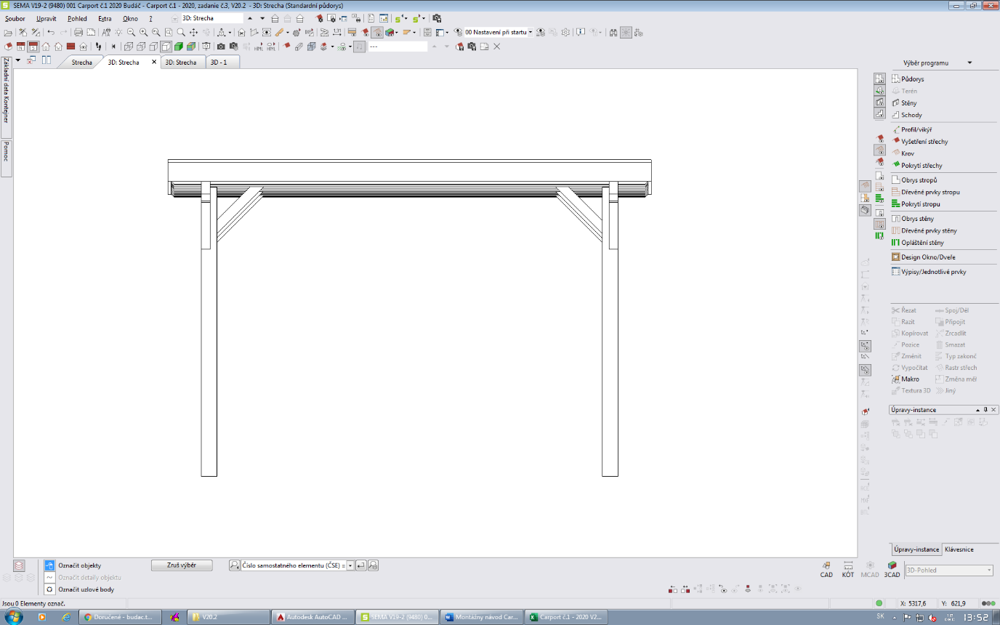 SEMA V19-2 (9480) 001 Carport č.1 2020 Budáč - Carport č.1 - 2020, zadanie č.3, V20.2 - 3D: Strecha (Standardní půdorys)
Soubor Upravit Pohled Extra Okno ? 3D: Strecha
00 Nastavení při startu
HTML HTML ---
Strecha 3D: Strecha 3D: Strecha 3D - 1
Základní data Kontejner
Pomoc
Výběr programu
Půdorys
Terén
Stěny
Schody
Profil/vikýř
Vyšetření střechy
Krov
Pokrytí střechy
Obrys stropů
Dřevěné prvky stropu
Pokrytí stropu
Obrys stěny
Dřevěné prvky stěny
Opláštění stěny
Design Okno/Dveře
Výpisy/Jednotlivé prvky
Řezat Spoj/Děl
Razit Připojit
Kopírovat Zrcadlit
Pozice Smazat
Změnit Typ zakonč
Vypočítat Rastr střech
Makro Změna měř
Textura 3D Jiný
Úpravy-instance
Úpravy-instance Klávesnice
Označit objekty Zruš výběr Číslo samostatného elementu (ČSE) =
Označit detaily objektu
Označit uzlové body
CAD KÓT MCAD 3CAD 3D-Pohled
Jsou 0 Elementy označ. X: 5317,6 Y: 621,9
Doručené - budac.t... V20.2 Autodesk AutoCAD ... SEMA V19-2 (9480) 0... Montážny návod Car... Carport č.1 - 2020 V2... SK 13:52